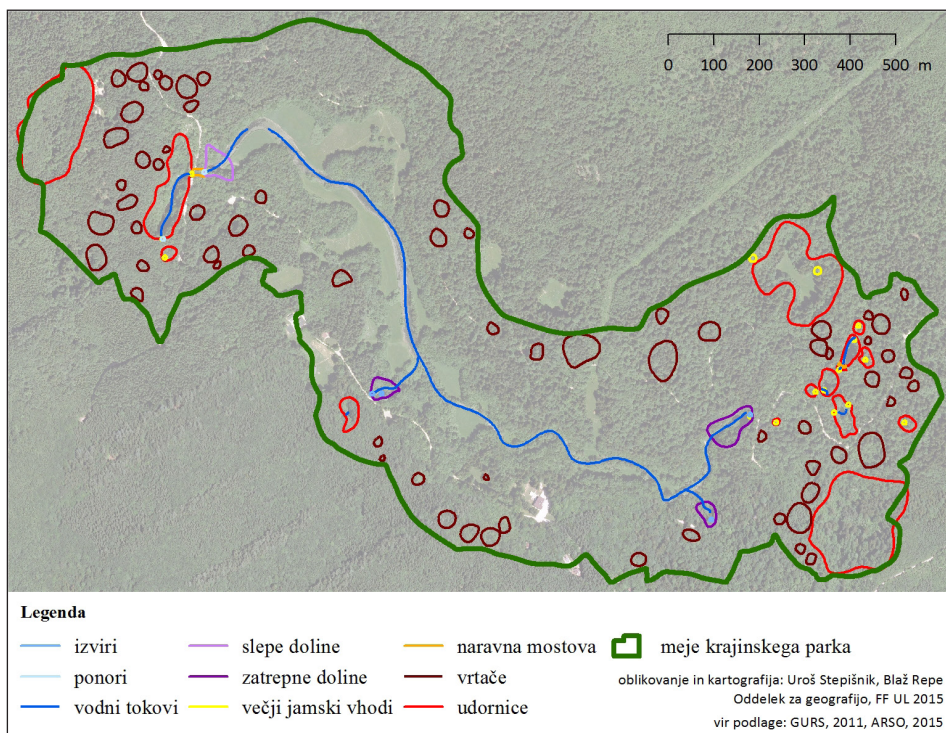 0 100 200 300 400 500 m
Legenda
izviri
ponori
vodni tokovi
slepe doline
zatrepne doline
večji jamski vhodi
naravna mostova
vrtače
udornice
meje krajinskega parka
oblikovanje in kartografija: Uroš Stepišnik, Blaž Repe
Oddelek za geografijo, FF UL 2015
vir podlage: GURS, 2011, ARSO, 2015